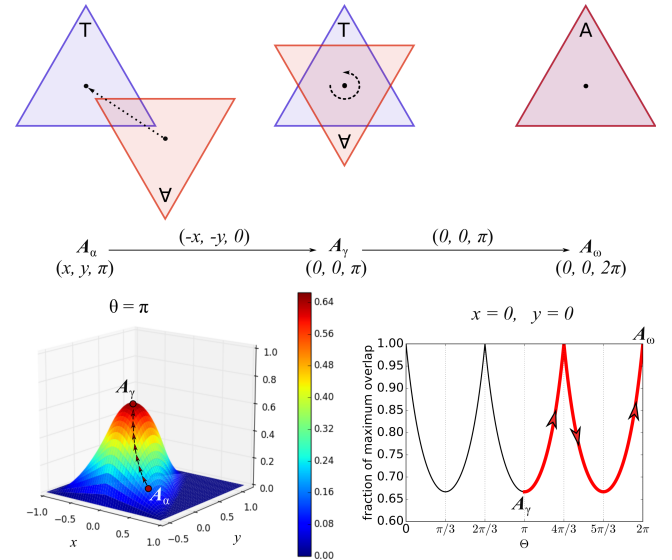 T
T
A
∀
∀
(-x, -y, 0)
(0, 0, π)
A_α
A_γ
A_ω
(x, y, π)
(0, 0, π)
(0, 0, 2π)
θ = π
A_γ
A_α
1.0
0.8
0.6
0.4
0.2
0.0
-1.0
-0.5
0.0
0.5
1.0
x
-1.0
-0.5
0.0
0.5
1.0
y
0.64
0.56
0.48
0.40
0.32
0.24
0.16
0.08
0.00
x = 0, y = 0
A_ω
fraction of maximum overlap
1.00
0.95
0.90
0.85
0.80
0.75
0.70
0.65
0.60
A_γ
0 π/3 2π/3 π 4π/3 5π/3 2π
Θ